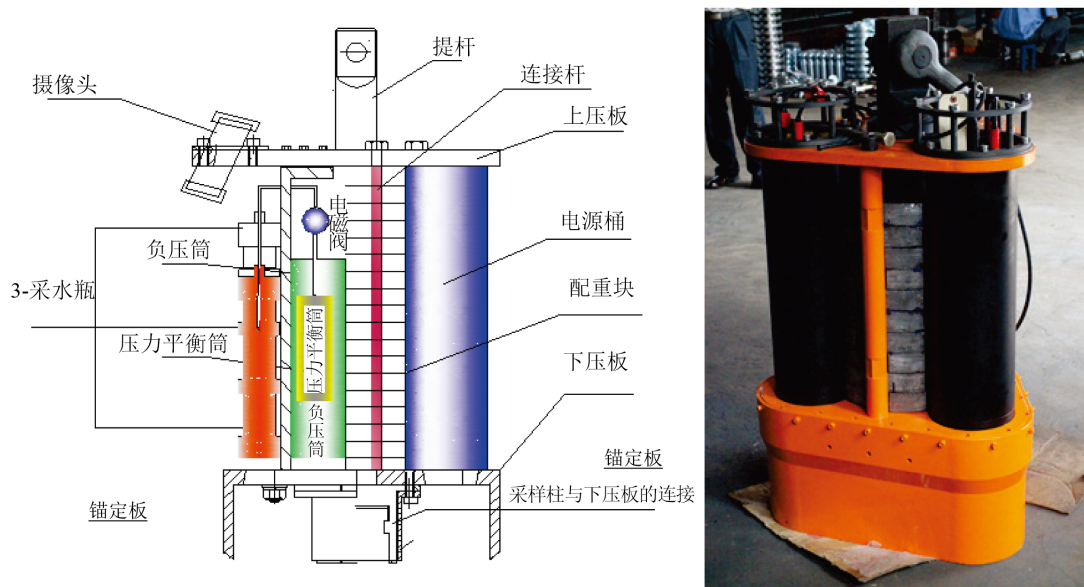 提杆
摄像头
连接杆
上压板
电磁阀
负压筒
电源桶
3-采水瓶
配重块
压力平衡筒
压力平衡筒
下压板
负压筒
锚定板
采样柱与下压板的连接
锚定板